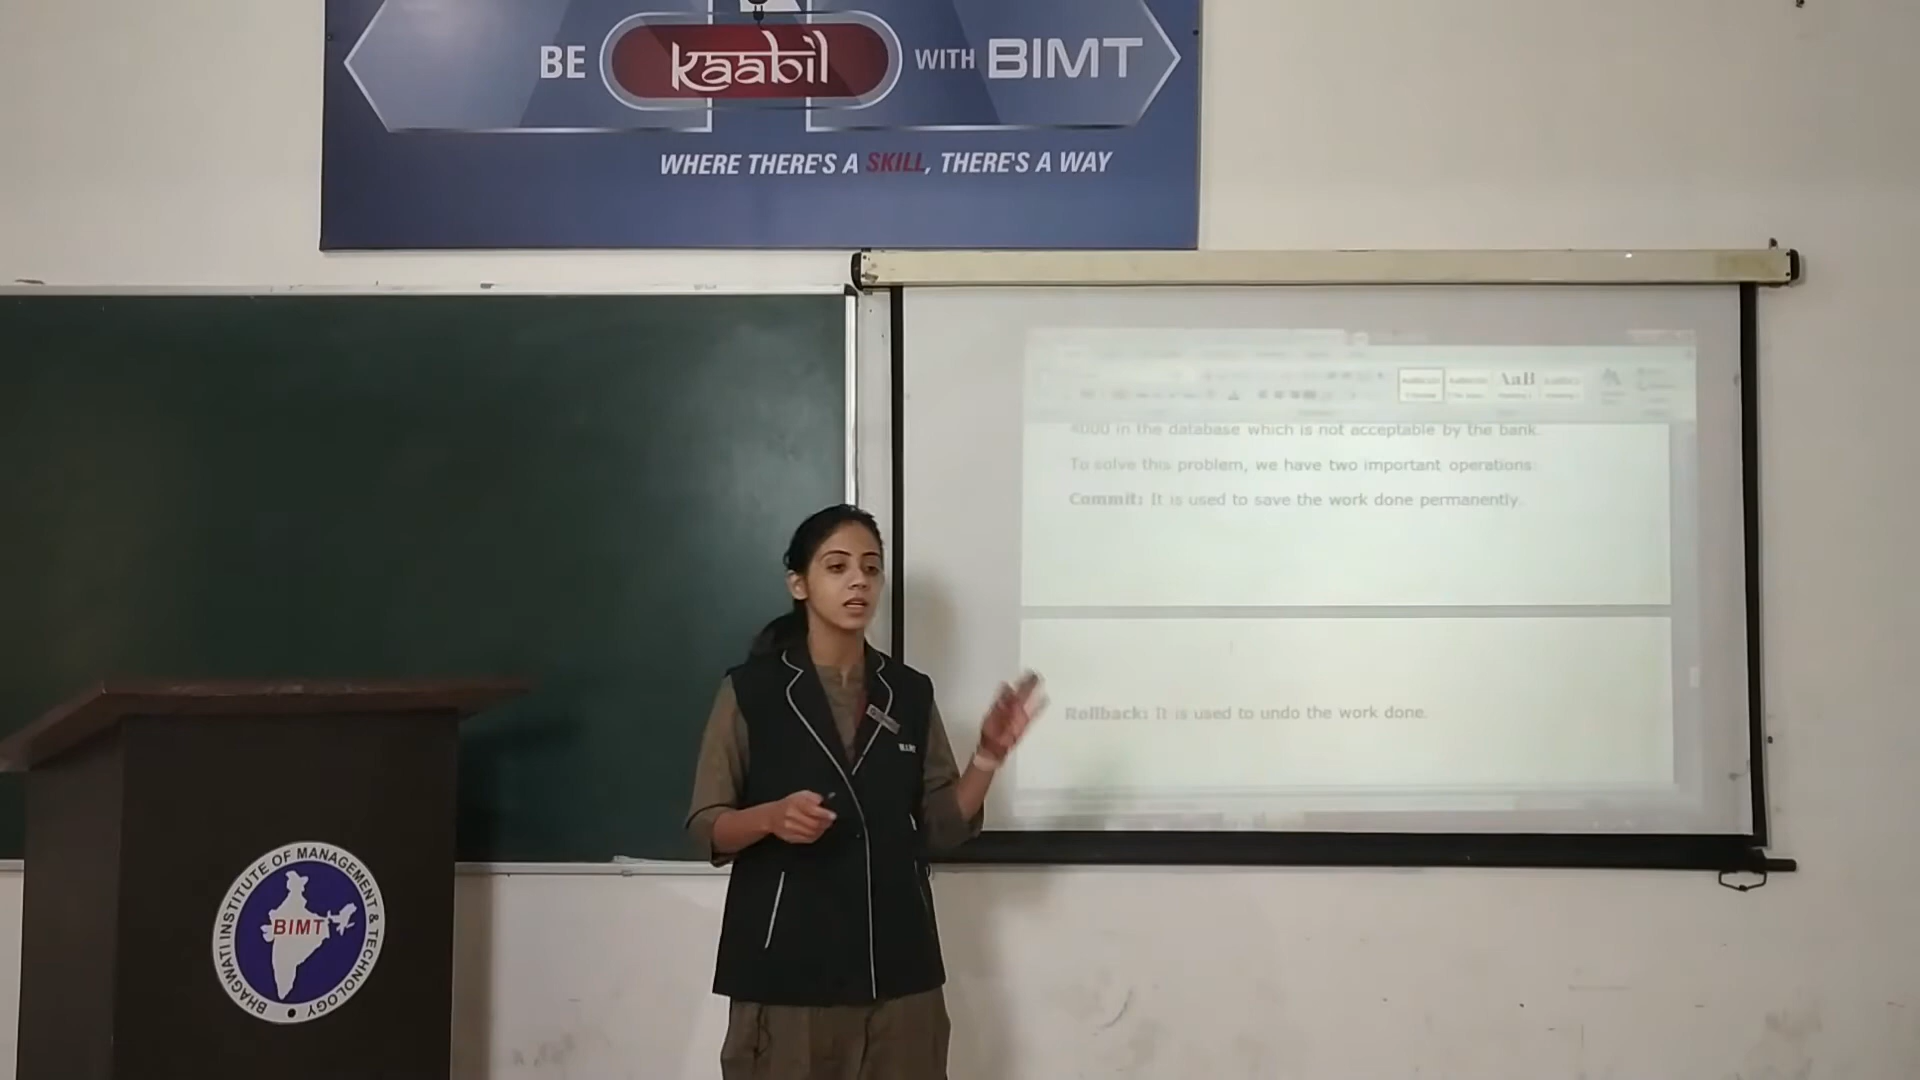 BE kaabil WITH BIMT
WHERE THERE'S A SKILL, THERE'S A WAY
AaB
4000 in the database which is not acceptable by the bank.
To solve this problem, we have two important operations:
Commit: It is used to save the work done permanently.
Rollback: It is used to undo the work done.
BHAGWATI INSTITUTE OF MANAGEMENT & TECHNOLOGY
BIMT